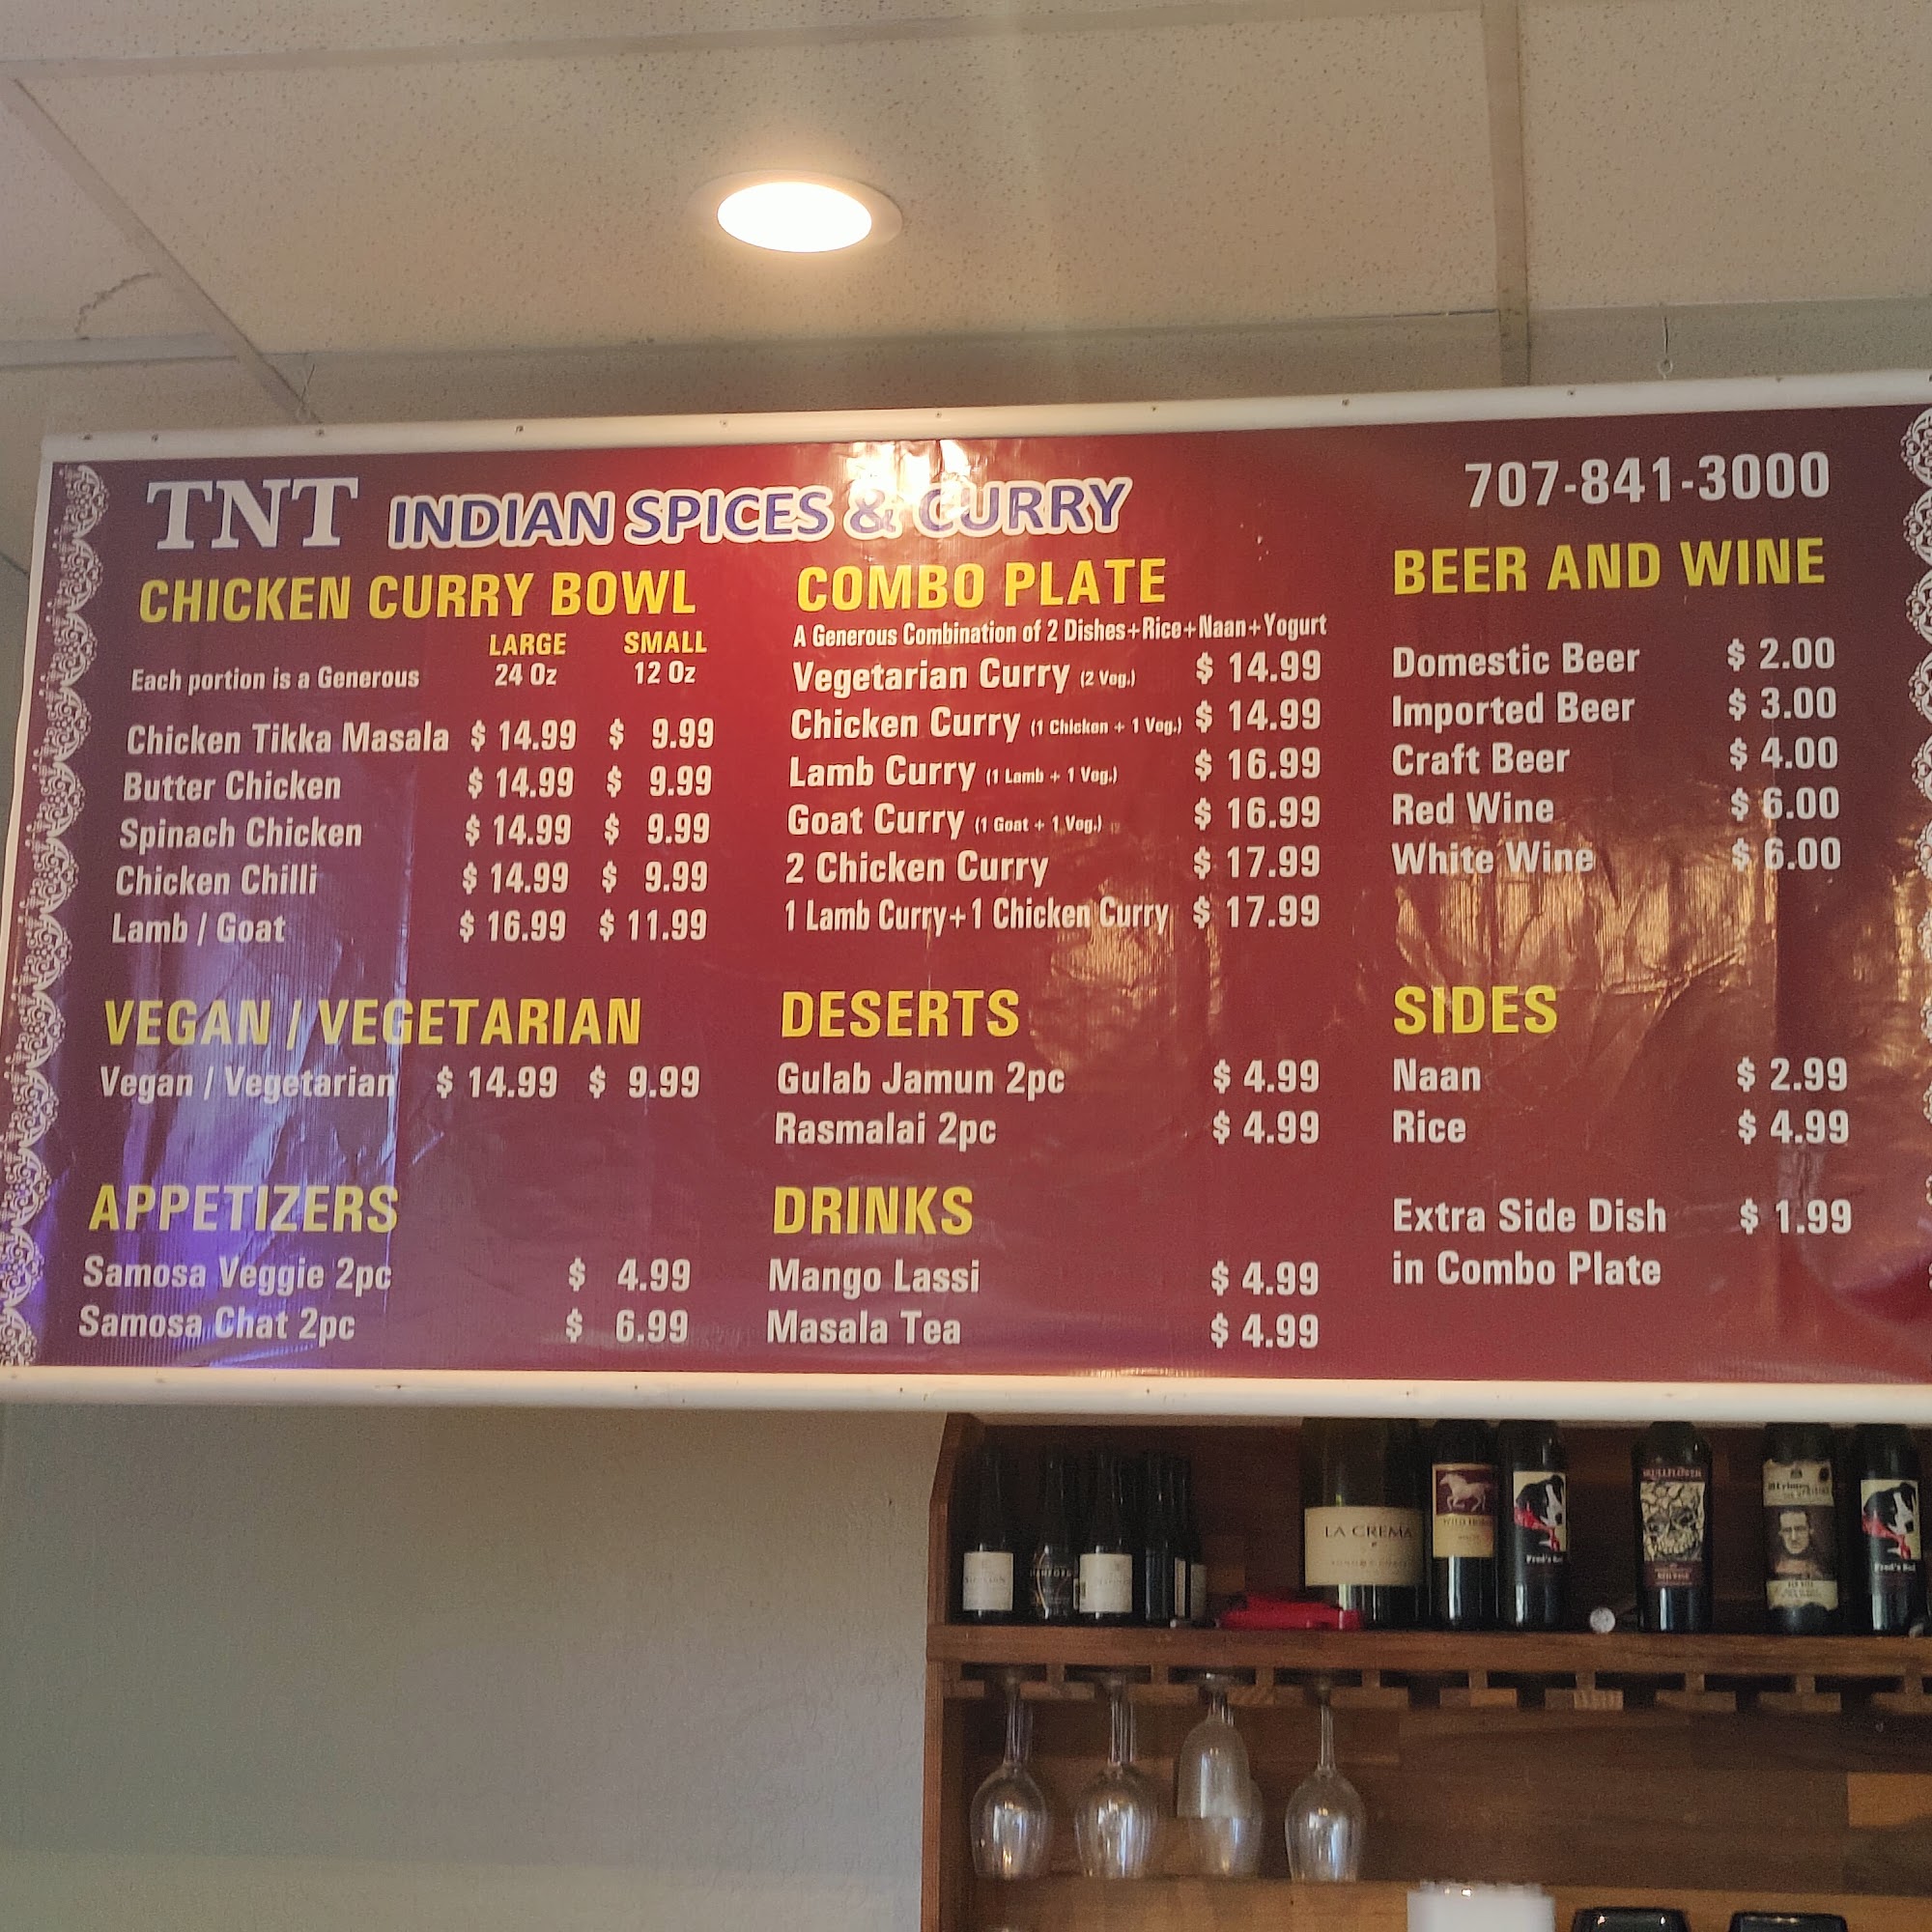 TNT INDIAN SPICES & CURRY
707-841-3000
CHICKEN CURRY BOWL
LARGE SMALL
Each portion is a Generous 24 Oz 12 Oz
Chicken Tikka Masala $ 14.99 $ 9.99
Butter Chicken $ 14.99 $ 9.99
Spinach Chicken $ 14.99 $ 9.99
Chicken Chilli $ 14.99 $ 9.99
Lamb / Goat $ 16.99 $ 11.99
VEGAN / VEGETARIAN
Vegan / Vegetarian $ 14.99 $ 9.99
APPETIZERS
Samosa Veggie 2pc $ 4.99
Samosa Chat 2pc $ 6.99
COMBO PLATE
A Generous Combination of 2 Dishes+Rice+Naan+Yogurt
Vegetarian Curry (2 Veg.) $ 14.99
Chicken Curry (1 Chicken + 1 Veg.) $ 14.99
Lamb Curry (1 Lamb + 1 Veg.) $ 16.99
Goat Curry (1 Goat + 1 Veg.) $ 16.99
2 Chicken Curry $ 17.99
1 Lamb Curry+1 Chicken Curry $ 17.99
DESERTS
Gulab Jamun 2pc $ 4.99
Rasmalai 2pc $ 4.99
DRINKS
Mango Lassi $ 4.99
Masala Tea $ 4.99
BEER AND WINE
Domestic Beer $ 2.00
Imported Beer $ 3.00
Craft Beer $ 4.00
Red Wine $ 6.00
White Wine $ 6.00
SIDES
Naan $ 2.99
Rice $ 4.99
Extra Side Dish $ 1.99
in Combo Plate
LA CREMA
Fred's Red
Fred's Red